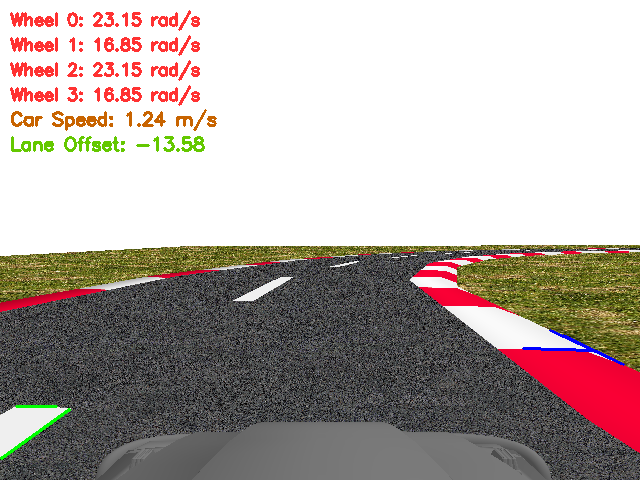 Wheel 0: 23.15 rad/s
Wheel 1: 16.85 rad/s
Wheel 2: 23.15 rad/s
Wheel 3: 16.85 rad/s
Car Speed: 1.24 m/s
Lane Offset: -13.58